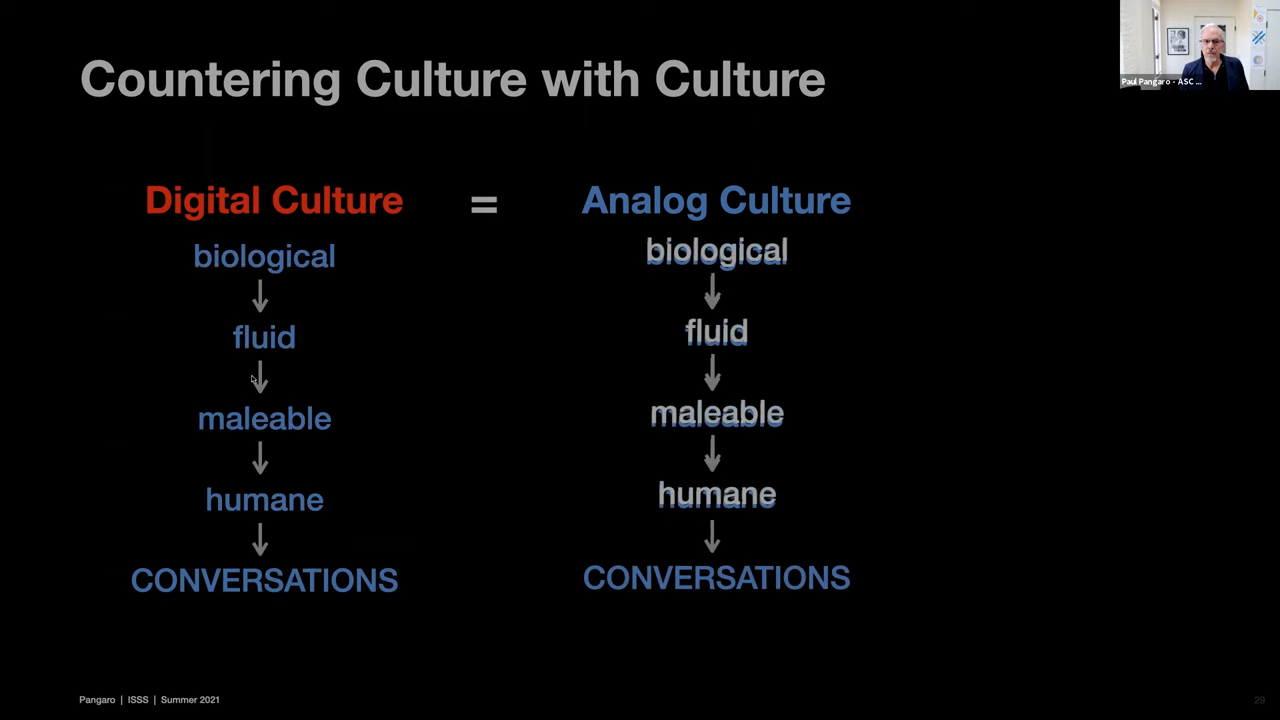 Countering Culture with Culture
Paul Pangaro - ASC ...
Digital Culture = Analog Culture
biological biological
fluid fluid
maleable maleable
humane humane
CONVERSATIONS CONVERSATIONS
Pangaro | ISSS | Summer 2021
29